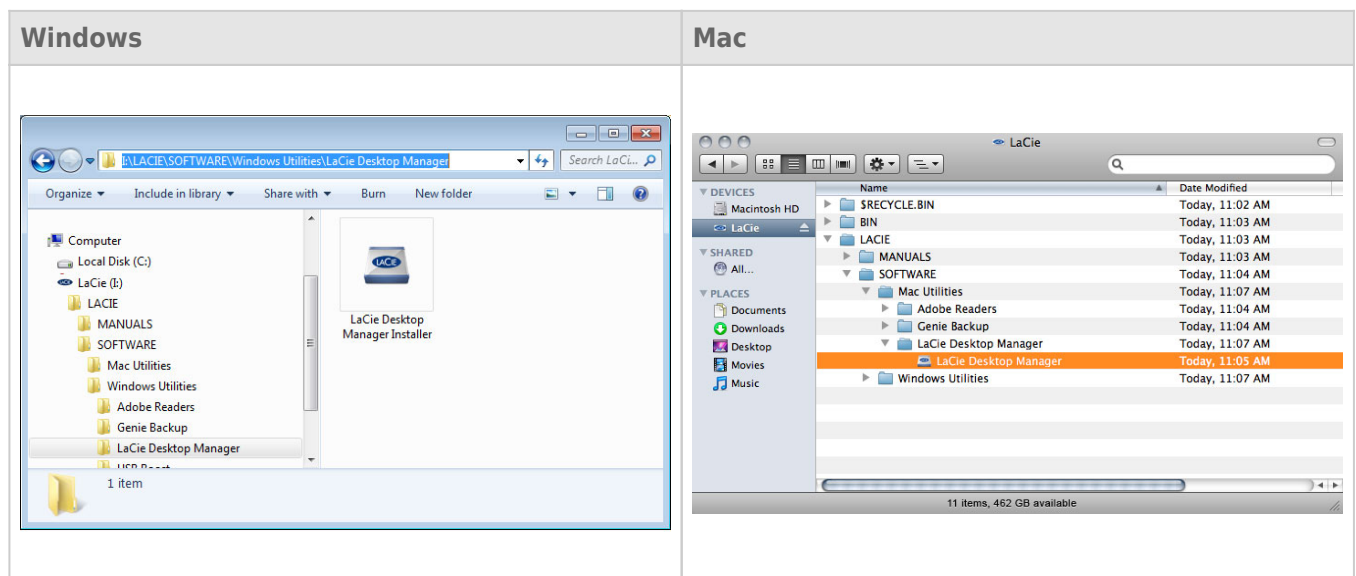 Windows
Mac
I:\LACIE\SOFTWARE\Windows Utilities\LaCie Desktop Manager
Search LaCi...
Organize Include in library Share with Burn New folder
Computer
Local Disk (C:)
LaCie (I:)
LACIE
MANUALS
SOFTWARE
Mac Utilities
Windows Utilities
Adobe Readers
Genie Backup
LaCie Desktop Manager
LACIE
LaCie Desktop
Manager Installer
1 item
LaCie
DEVICES
Macintosh HD
LaCie
SHARED
All...
PLACES
Documents
Downloads
Desktop
Movies
Music
Name Date Modified
$RECYCLE.BIN Today, 11:02 AM
BIN Today, 11:03 AM
LACIE Today, 11:03 AM
MANUALS Today, 11:03 AM
SOFTWARE Today, 11:04 AM
Mac Utilities Today, 11:07 AM
Adobe Readers Today, 11:04 AM
Genie Backup Today, 11:04 AM
LaCie Desktop Manager Today, 11:07 AM
LaCie Desktop Manager Today, 11:05 AM
Windows Utilities Today, 11:07 AM
11 items, 462 GB available